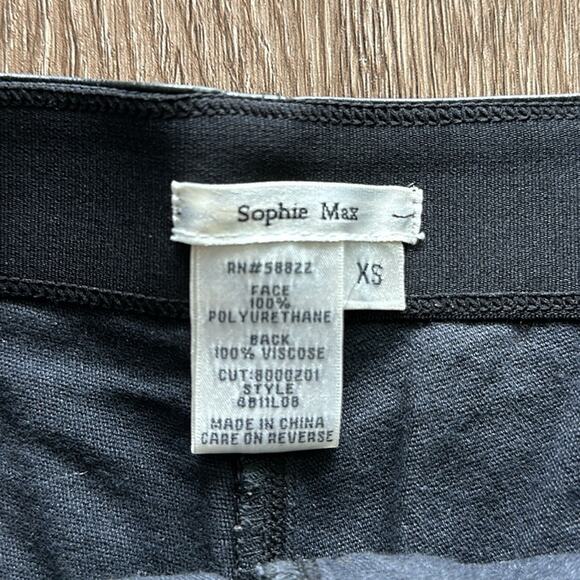 Sophie Max
XS
RN#58822
FACE
100%
POLYURETHANE
BACK
100% VISCOSE
CUT:8000201
STYLE
4B11L08
MADE IN CHINA
CARE ON REVERSE